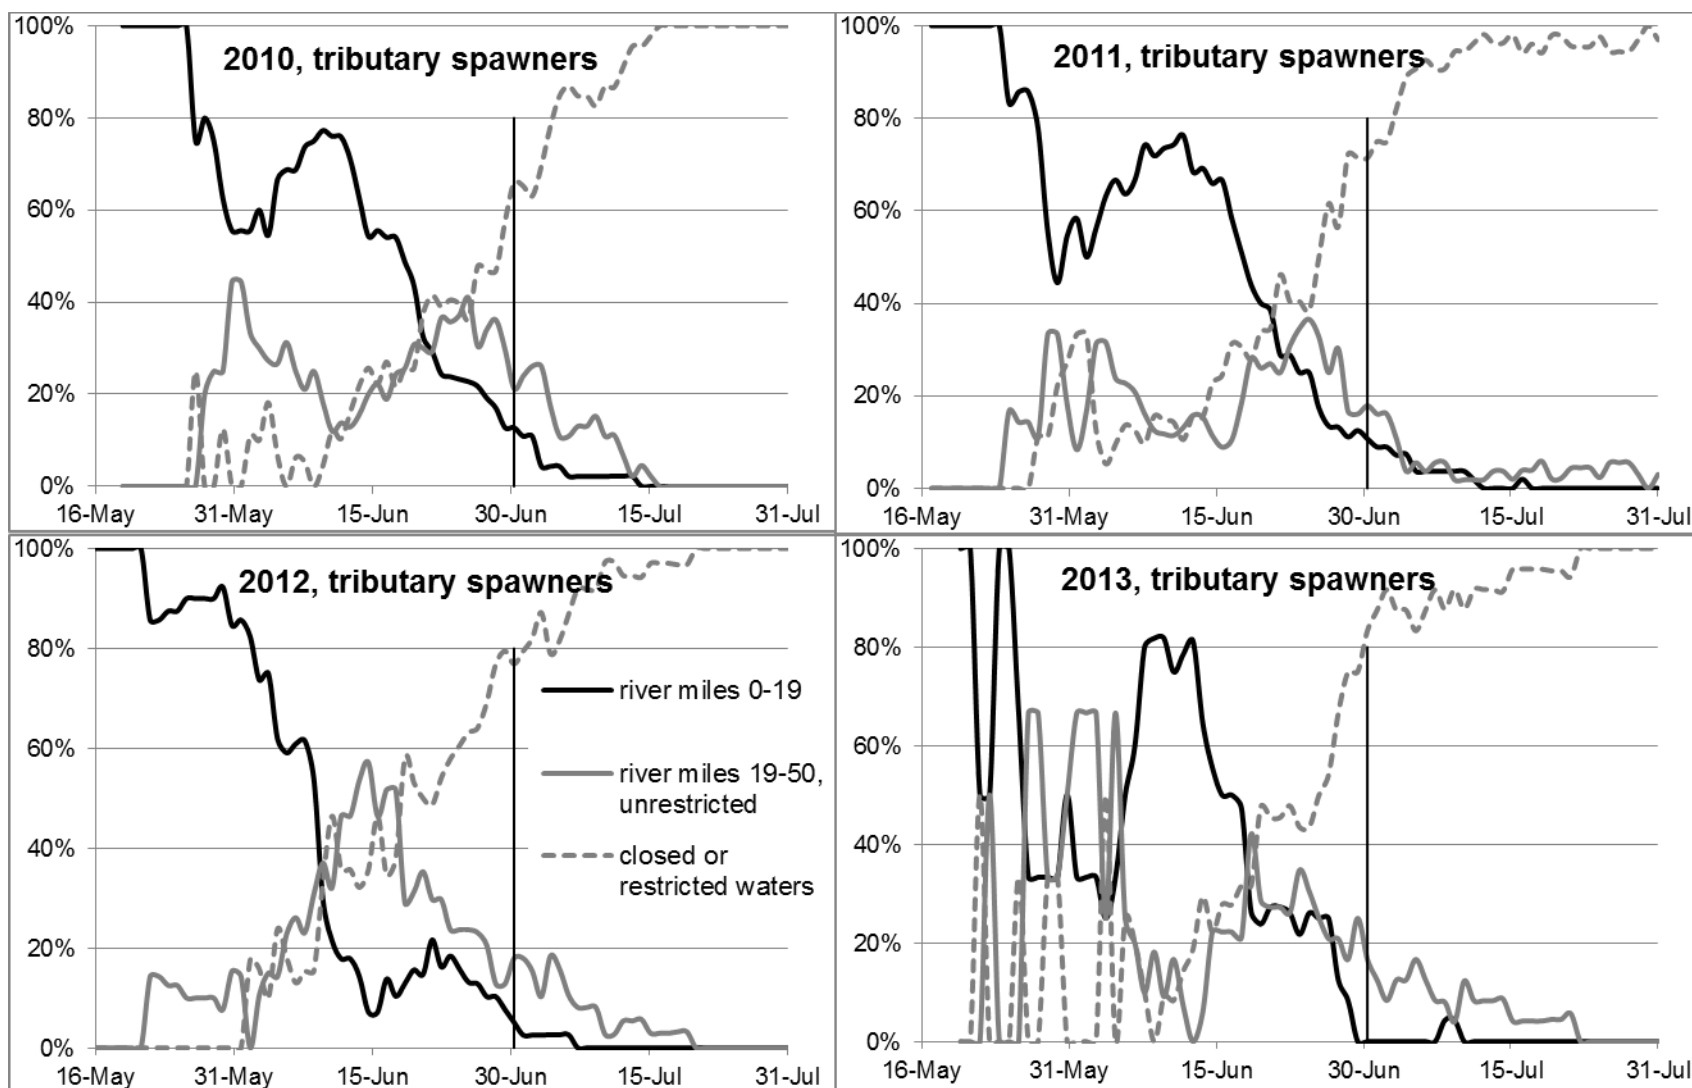 2010, tributary spawners
100%
80%
60%
40%
20%
0%
16-May 31-May 15-Jun 30-Jun 15-Jul 31-Jul
2011, tributary spawners
100%
80%
60%
40%
20%
0%
16-May 31-May 15-Jun 30-Jun 15-Jul 31-Jul
2012, tributary spawners
100%
80%
60%
40%
20%
0%
river miles 0-19
river miles 19-50,
unrestricted
closed or
restricted waters
16-May 31-May 15-Jun 30-Jun 15-Jul 31-Jul
2013, tributary spawners
100%
80%
60%
40%
20%
0%
16-May 31-May 15-Jun 30-Jun 15-Jul 31-Jul